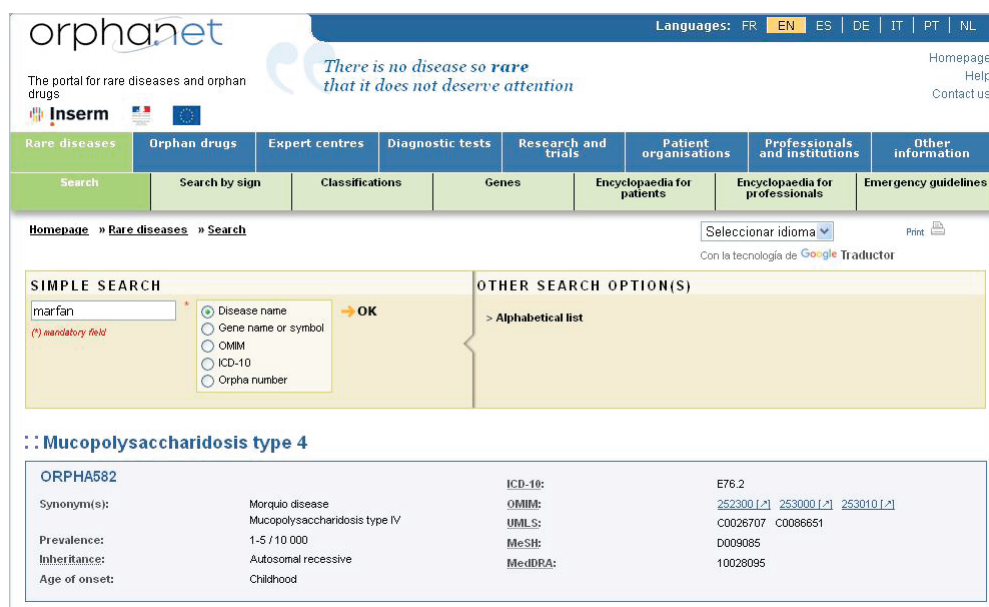 orphanet
Languages: FR EN ES | DE | IT | PT | NL
There is no disease so rare
that it does not deserve attention
Homepage
Help
Contact us
The portal for rare diseases and orphan
drugs
Inserm
Rare diseases Orphan drugs Expert centres Diagnostic tests Research and trials Patient organisations Professionals and institutions Other information
Search Search by sign Classifications Genes Encyclopaedia for patients Encyclopaedia for professionals Emergency guidelines
Homepage » Rare diseases » Search
Seleccionar idioma
Print
Con la tecnología de Google Traductor
SIMPLE SEARCH
marfan *
(*) mandatory field
Disease name
Gene name or symbol
OMIM
ICD-10
Orpha number
OK
OTHER SEARCH OPTION(S)
> Alphabetical list
:: Mucopolysaccharidosis type 4
ORPHA582
Synonym(s): Morquio disease
Mucopolysaccharidosis type IV
Prevalence: 1-5 / 10 000
Inheritance: Autosomal recessive
Age of onset: Childhood
ICD-10: E76.2
OMIM: 252300 [↗] 253000 [↗] 253010 [↗]
UMLS: C0026707 C0086651
MeSH: D009085
MedDRA: 10028095